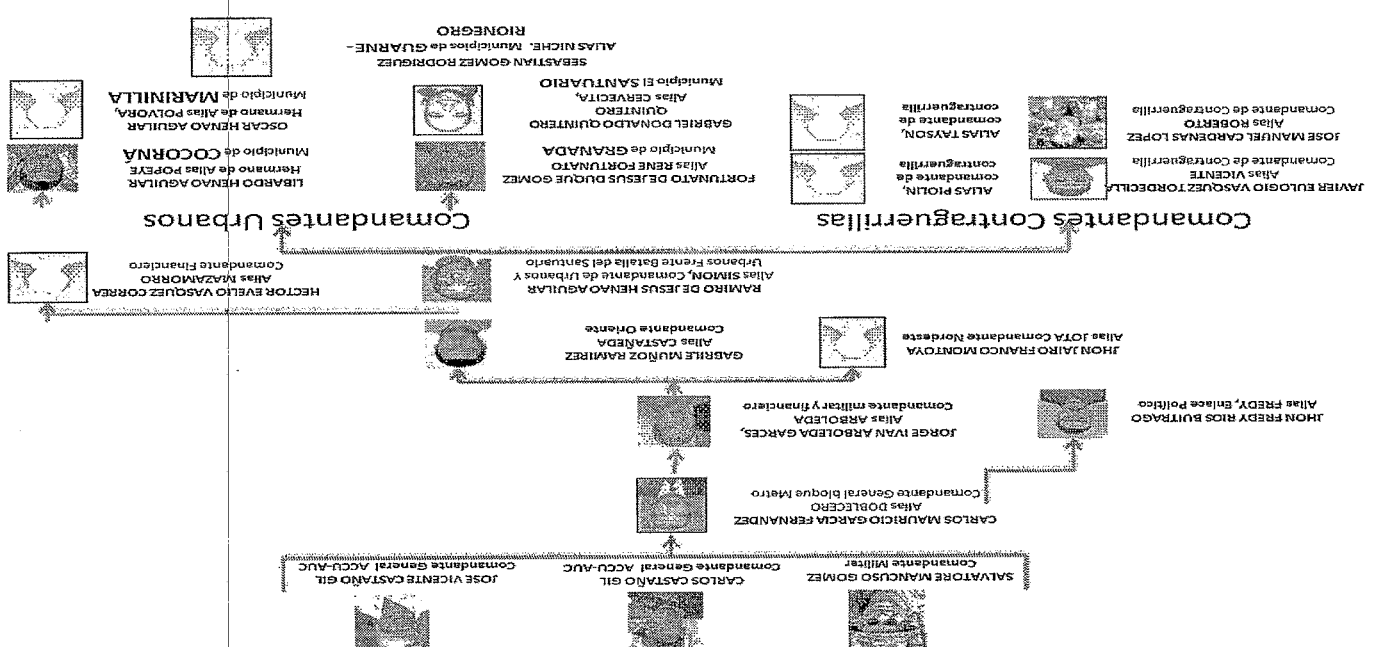 SALVATORE MANCUSO GOMEZ
Comandante Militer
CARLOS CASTAÑO GIL
Comandante General ACCU-AUC
JOSE VICENTE CASTAÑO GIL
Comandante General ACCU-AUC
CARLOS MAURICIO GARCIA FERNANDEZ
Alias DOBLECERO
Comandante General bloque Metro
JHON FREDY RIOS BUITRAGO
Alias FREDY, Enlace Político
JORGE IVAN ARBOLEDA GARCES,
Alias ARBOLEDA
Comandante military financiero
JHON JAIRO FRANCO MONTOYA
Alias JOTA Comandante Nordeste
GABRILE MUÑOZ RAMIREZ
Alias CASTAÑEDA
Comandante Oriente
RAMIRO DE JESUS HENAO AGUILAR
Alias SIMON, Comandante de Urbanos Y
Urbanos Frente Batalla del Santuario
HECTOR EVELIO VASQUEZ CORREA
Alias MAZAMORRO
Comandante Financiero
Comandantes Contraguerrillas
JAVIER EULOGIO VASQUEZ TORDECILLA
Alias VICENTE
Comandante de Contraguerrilla
ALIAS PIOLIN,
comandante
de
contraguerrilla
JOSE MANUEL CARDENAS LOPEZ
Alias ROBERTO
Comandante de Contraguerrilla
ALIAS TAYSON,
comandante
de
contraguerrilla
Comandantes Urbanos
FORTUNATO DE JESUS DUQUE GOMEZ
Alias RENE FORTUNATO
Municipio de GRANADA
LIBARDO HENAO AGUILAR
Hermano de Alias POPEYE
Municipio de COCORNÁ
GABRIEL DONALDO QUINTERO
QUINTERO
Alias CERVECITA,
Municipio El SANTUARIO
OSCAR HENAO AGUILAR
Hermano de Alias POLVORA,
Municipio de MARINILLA
SEBASTIAN GOMEZ RODRIGUEZ
ALIAS NICHE. Municipios de GUARNE-
RIONEGRO